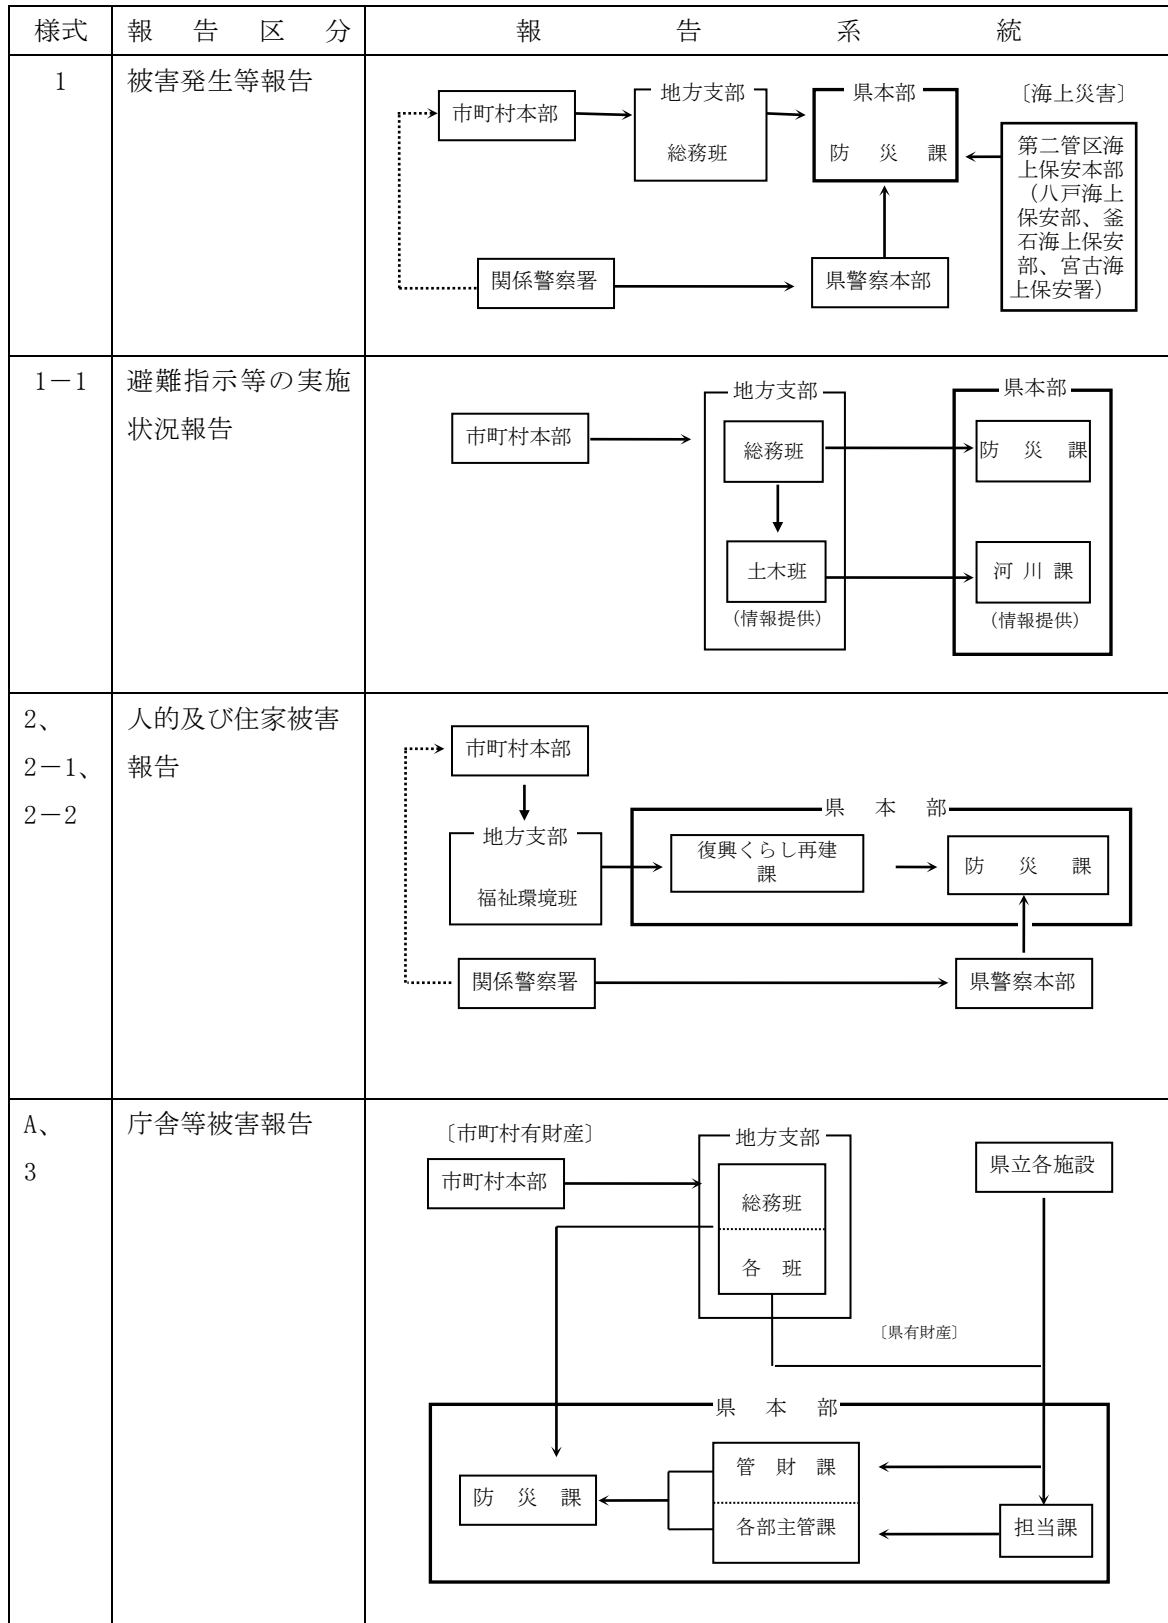 様式
報告区分
報告系統
1
被害発生等報告
市町村本部
地方支部
総務班
県本部
防災課
〔海上災害〕
第二管区海
上保安本部
(八戸海上
保安部、釜
石海上保安
部、宮古海
上保安署)
関係警察署
県警察本部
1-1
避難指示等の実施
状況報告
市町村本部
地方支部
総務班
土木班
(情報提供)
県本部
防災課
河川課
(情報提供)
2、
2-1、
2-2
人的及び住家被害
報告
市町村本部
地方支部
福祉環境班
県本部
復興くらし再建
課
防災課
関係警察署
県警察本部
A、
3
庁舎等被害報告
〔市町村有財産〕
市町村本部
地方支部
総務班
各班
県立各施設
〔県有財産〕
県本部
防災課
管財課
各部主管課
担当課